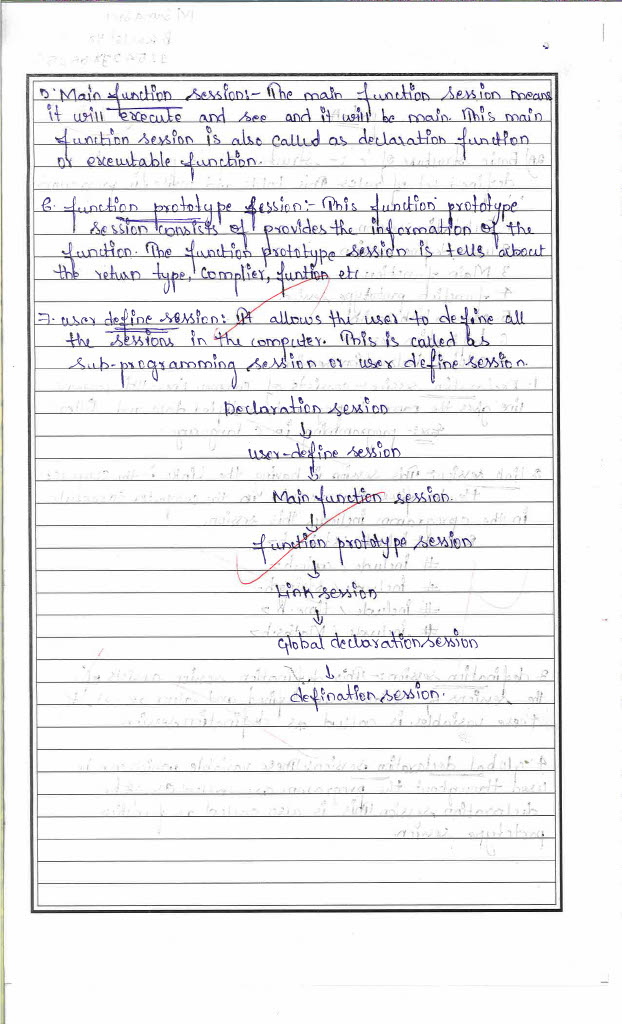 5. Main function session:- The main function session means
it will execute and see and it will be main. This main
function session is also called as declaration function
or executable function.
6. function prototype session:- This function prototype
session consists of provides the information of the
function. The function prototype session is tells about
the return type, complier, funtion etc
7. user define session: It allows the user to define all
the sessions in the computer. This is called as
sub-programming session or user define session.
Declaration session
↓
user-define session
↓
Main function session.
↓
function prototype session
↓
Link session
↓
Global declaration session
↓
defination session.